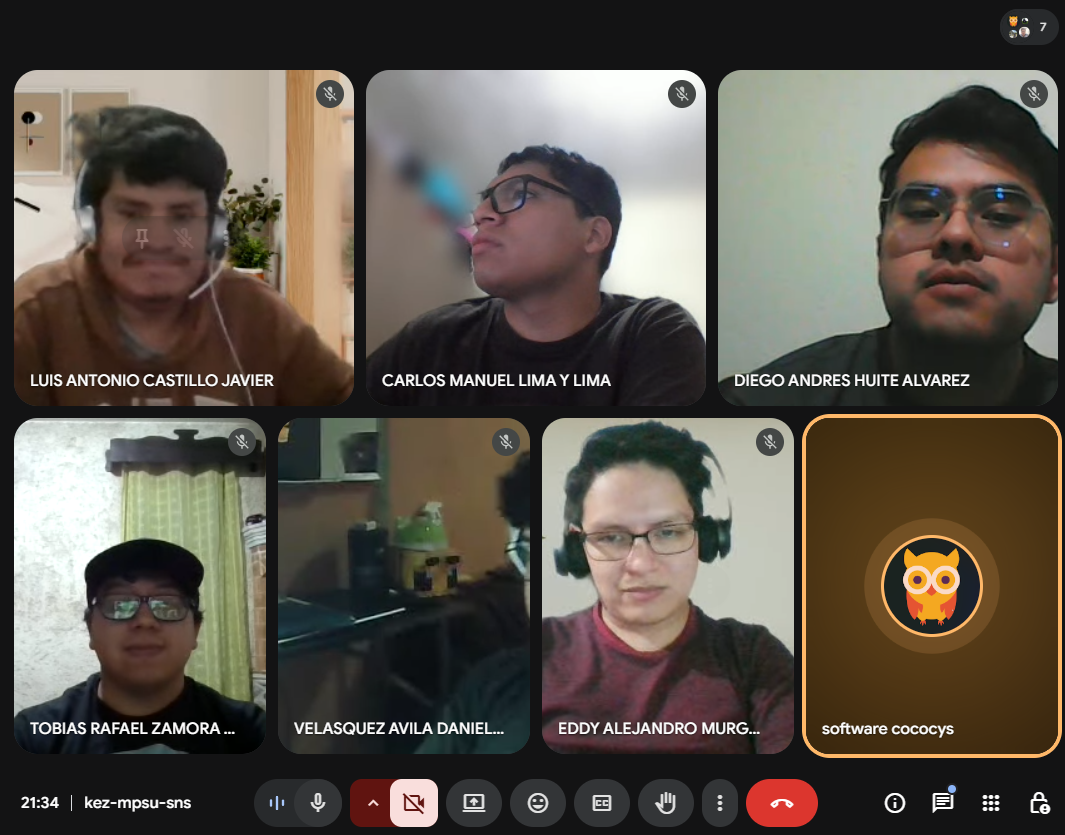 7
LUIS ANTONIO CASTILLO JAVIER
CARLOS MANUEL LIMA Y LIMA
DIEGO ANDRES HUITE ALVAREZ
TOBIAS RAFAEL ZAMORA ...
VELASQUEZ AVILA DANIEL...
EDDY ALEJANDRO MURG...
software cococys
21:34 | kez-mpsu-sns
CC